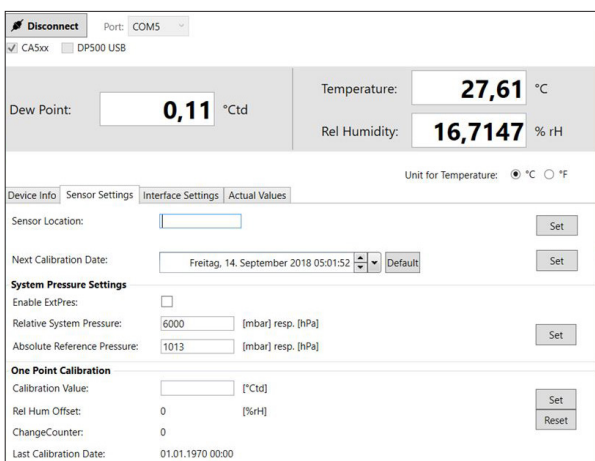 Disconnect Port: COM5
CA5xx DP500 USB
Dew Point: 0,11 °Ctd
Temperature: 27,61 °C
Rel Humidity: 16,7147 % rH
Unit for Temperature: °C °F
Device Info Sensor Settings Interface Settings Actual Values
Sensor Location: Set
Next Calibration Date: Freitag, 14. September 2018 05:01:52 Default Set
System Pressure Settings
Enable ExtPres:
Relative System Pressure: 6000 [mbar] resp. [hPa]
Set
Absolute Reference Pressure: 1013 [mbar] resp. [hPa]
One Point Calibration
Calibration Value: [°Ctd]
Set
Rel Hum Offset: 0 [%rH]
Reset
ChangeCounter: 0
Last Calibration Date: 01.01.1970 00:00